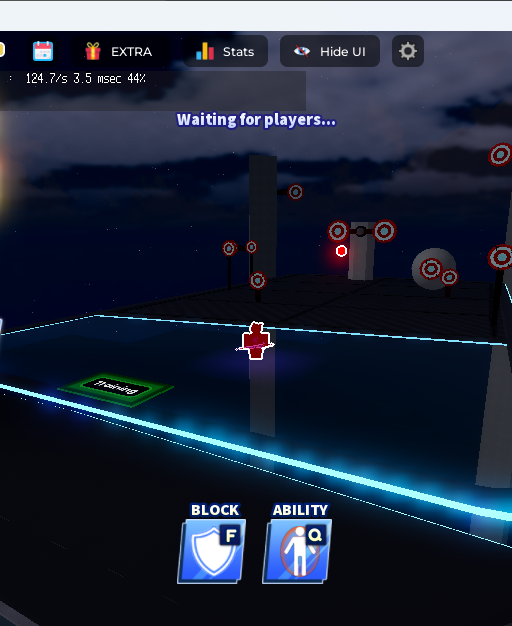 EXTRA
Stats
Hide UI
: 124.7/s 3.5 msec 44%
Waiting for players...
Training
BLOCK
ABILITY
F
Q